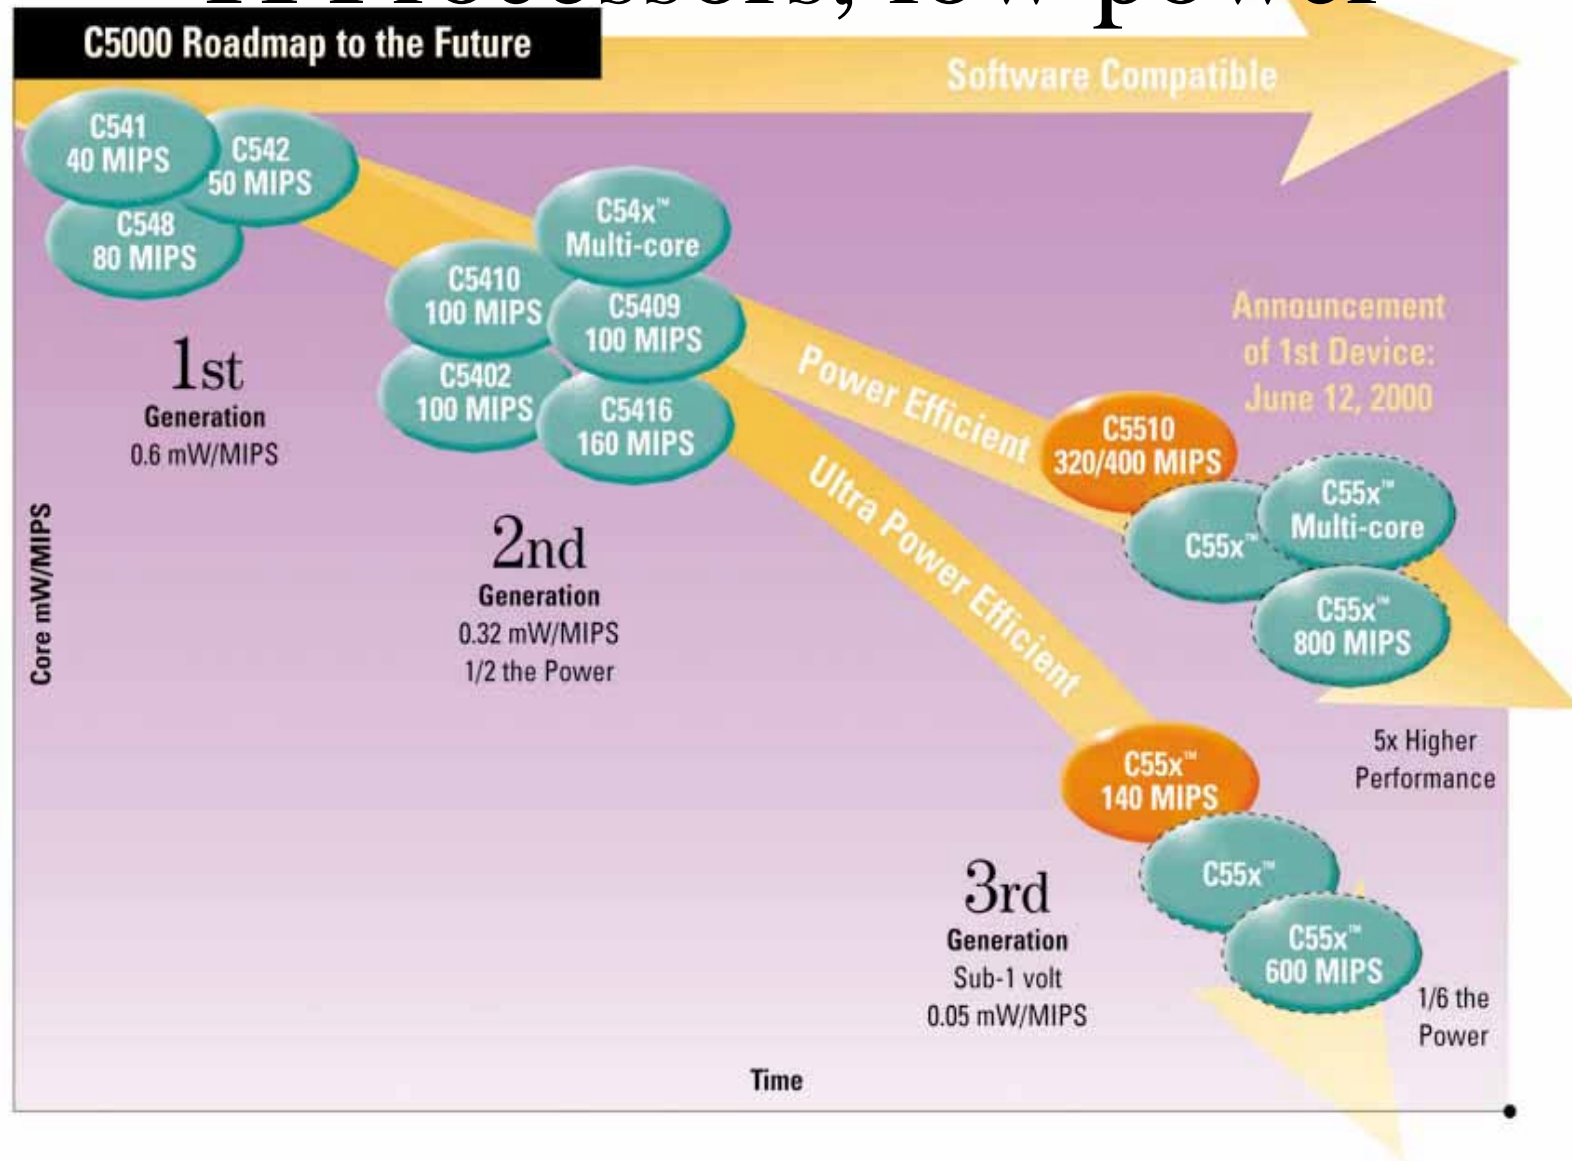 Processors, low power
C5000 Roadmap to the Future
Software Compatible
C541
40 MIPS
C542
50 MIPS
C548
80 MIPS
C54x™
Multi-core
C5410
100 MIPS
C5409
100 MIPS
C5402
100 MIPS
C5416
160 MIPS
1st
Generation
0.6 mW/MIPS
2nd
Generation
0.32 mW/MIPS
1/2 the Power
Power Efficient
Ultra Power Efficient
Announcement
of 1st Device:
June 12, 2000
C5510
320/400 MIPS
C55x™
C55x™
Multi-core
C55x™
800 MIPS
5x Higher
Performance
C55x™
140 MIPS
C55x™
C55x™
600 MIPS
1/6 the
Power
3rd
Generation
Sub-1 volt
0.05 mW/MIPS
Core mW/MIPS
Time